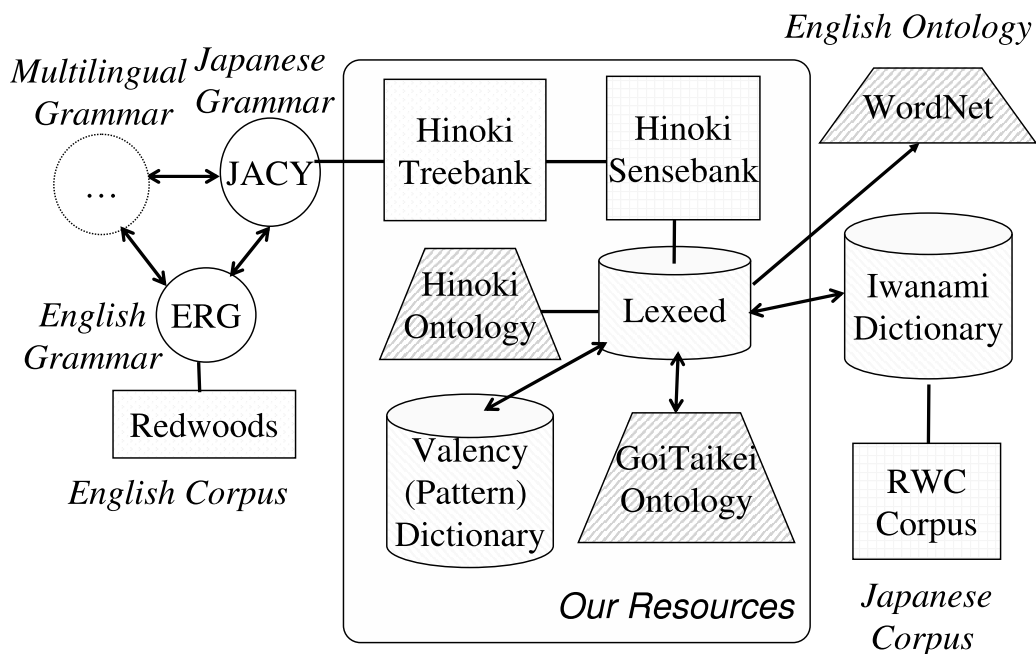 English Ontology
Multilingual
Grammar
Japanese
Grammar
WordNet
Hinoki
Treebank
Hinoki
Sensebank
JACY
...
Hinoki
Ontology
Lexeed
Iwanami
Dictionary
English
Grammar
ERG
Redwoods
English Corpus
Valency
(Pattern)
Dictionary
GoiTaikei
Ontology
RWC
Corpus
Our Resources
Japanese
Corpus